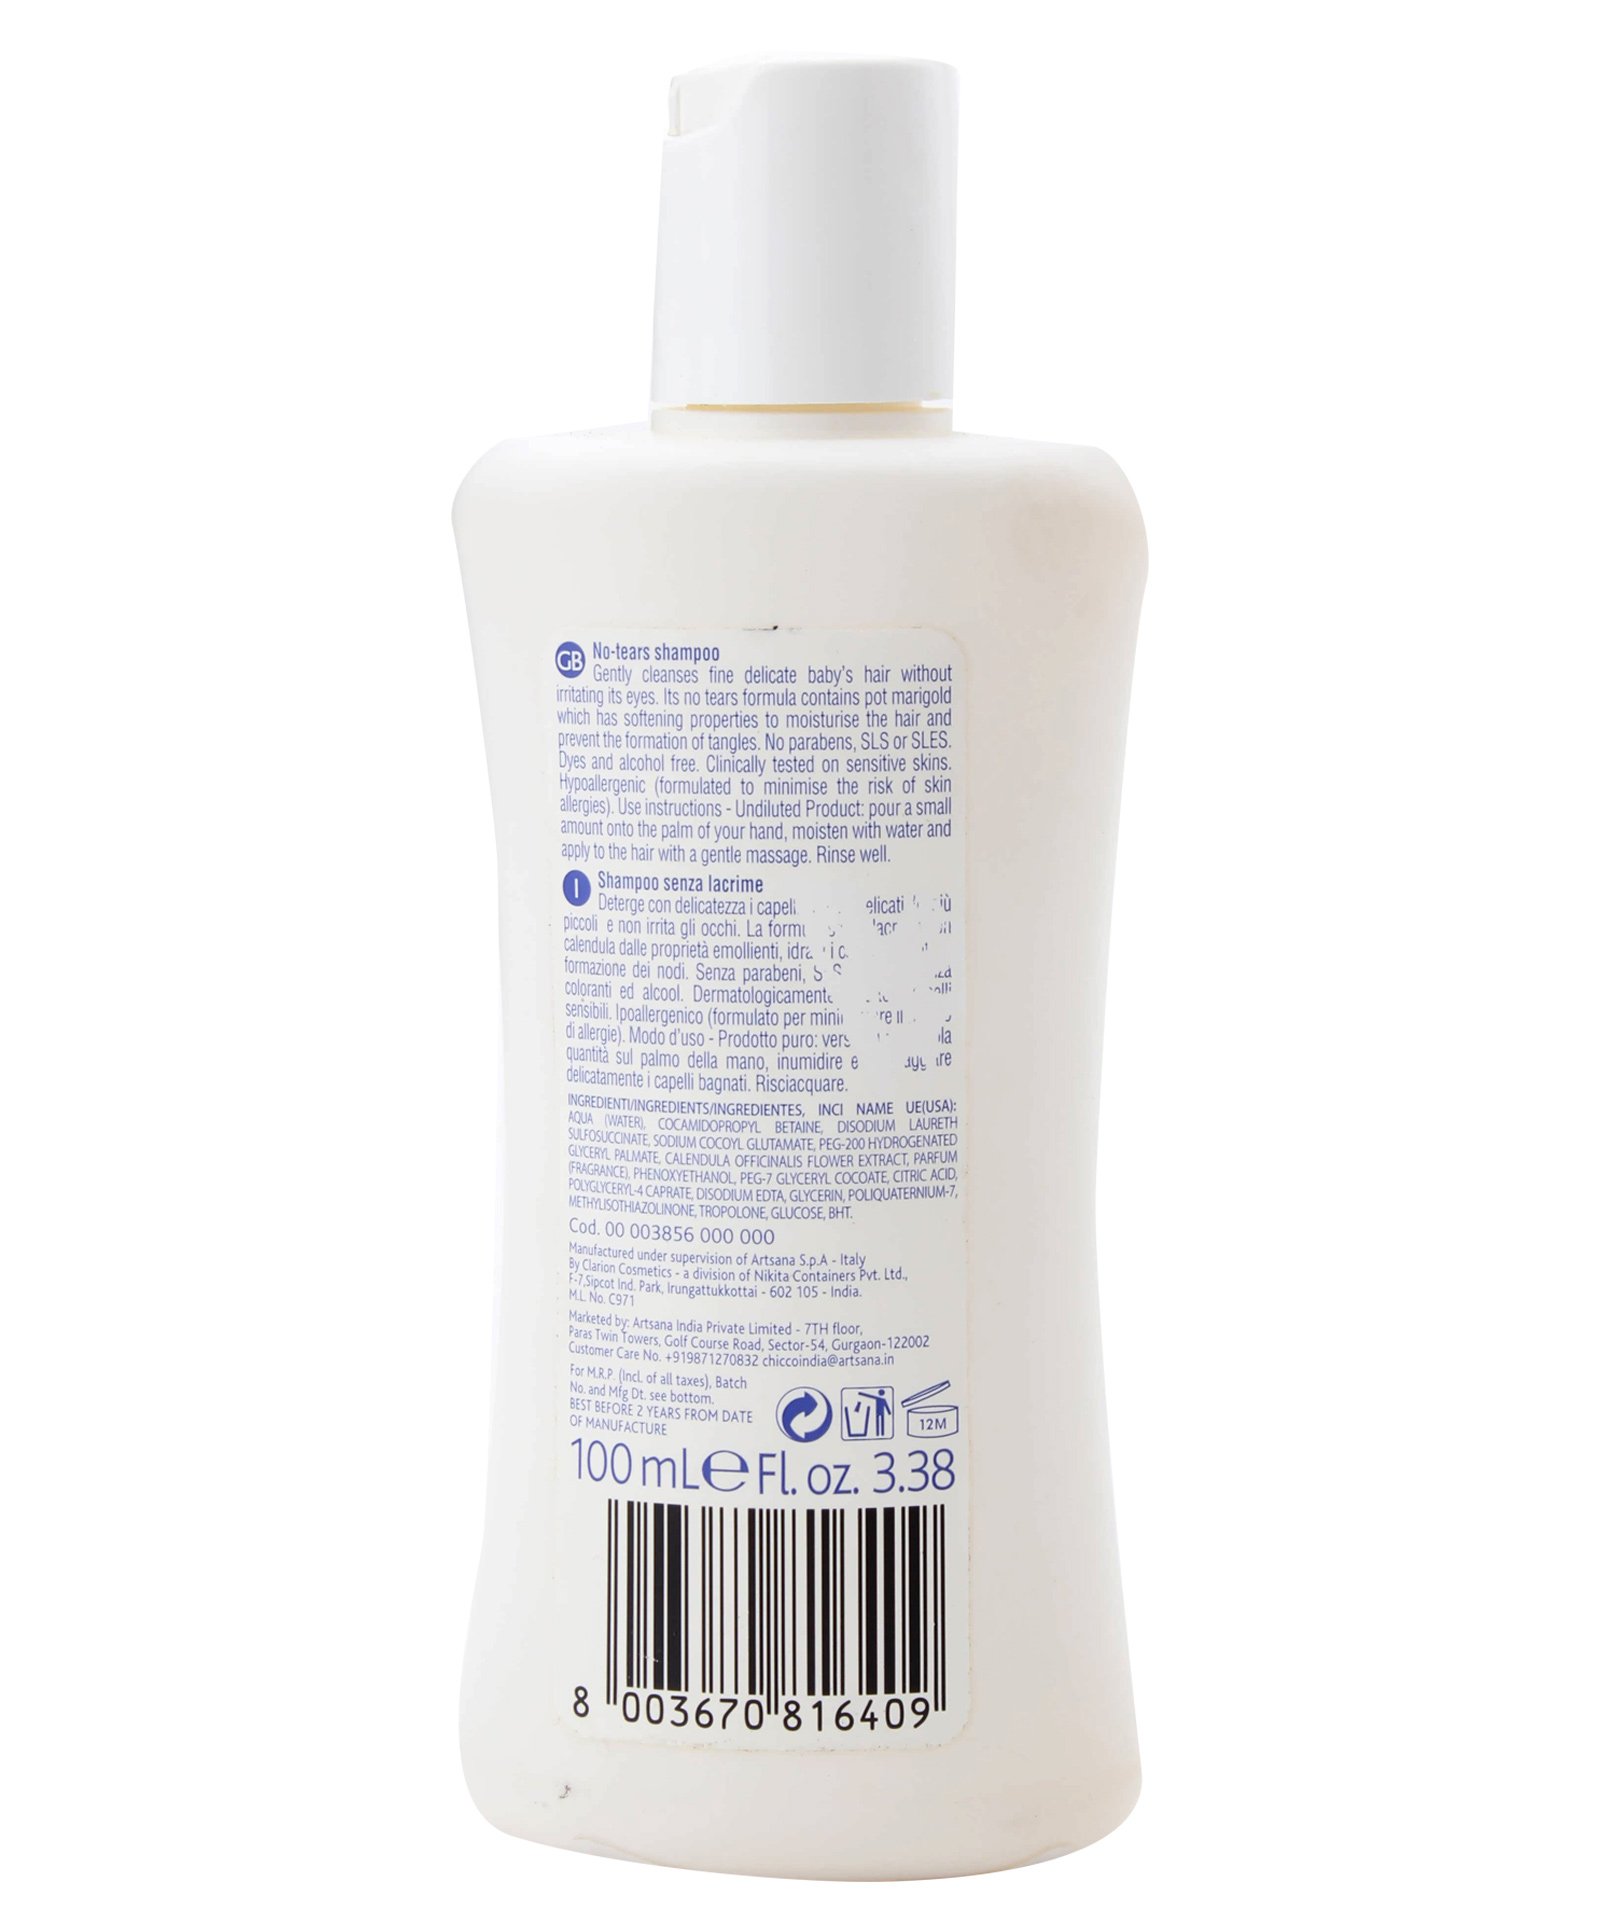 GB No-tears shampoo
Gently cleanses fine delicate baby's hair without
irritating its eyes. Its no tears formula contains pot marigold
which has softening properties to moisturise the hair and
prevent the formation of tangles. No parabens, SLS or SLES.
Dyes and alcohol free. Clinically tested on sensitive skins.
Hypoallergenic (formulated to minimise the risk of skin
allergies). Use instructions - Undiluted Product: pour a small
amount onto the palm of your hand, moisten with water and
apply to the hair with a gentle massage. Rinse well.
I Shampoo senza lacrime
Deterge con delicatezza i
piccoli e non irrita gli occhi. La
calendula dalle proprietà emollienti,
formazione dei nodi. Senza parabeni,
coloranti ed alcool.
sensibili. Ipoallergenico (formulato per
di allergie). Modo d'uso - Prodotto puro:
quantità sul palmo della mano, inumidire e
delicatamente i capelli bagnati. Risciacquare.
INGREDIENTI/INGREDIENTS/INGREDIENTES, INCI NAME UE(USA):
AQUA (WATER), COCAMIDOPROPYL BETAINE, DISODIUM LAURETH
SULFOSUCCINATE, SODIUM COCOYL GLUTAMATE, PEG-200 HYDROGENATED
GLYCERYL PALMATE, CALENDULA OFFICINALIS FLOWER EXTRACT, PARFUM
(FRAGRANCE), PHENOXYETHANOL, PEG-7 GLYCERYL COCOATE, CITRIC ACID,
POLYGLYCERYL-4 CAPRATE, DISODIUM EDTA, GLYCERIN, POLIQUATERNIUM-7,
METHYLISOTHIAZOLINONE, TROPOLONE, GLUCOSE, BHT.
Cod. 00 003856 000 000
Manufactured under supervision of Artsana S.p.A - Italy
By Clarion Cosmetics - a division of Nikita Containers Pvt. Ltd.,
F-7,Sipcot Ind. Park, Irungattukkottai - 602 105 - India.
M.L. No. C971
Marketed by: Artsana India Private Limited - 7TH floor,
Paras Twin Towers, Golf Course Road, Sector-54, Gurgaon-122002
Customer Care No. +919871270832 chiccoindia@artsana.in
For M.R.P. (Incl. of all taxes), Batch
No. and Mfg Dt. see bottom.
BEST BEFORE 2 YEARS FROM DATE
OF MANUFACTURE
12M
100 mL e Fl. oz. 3.38
8 003670 816409